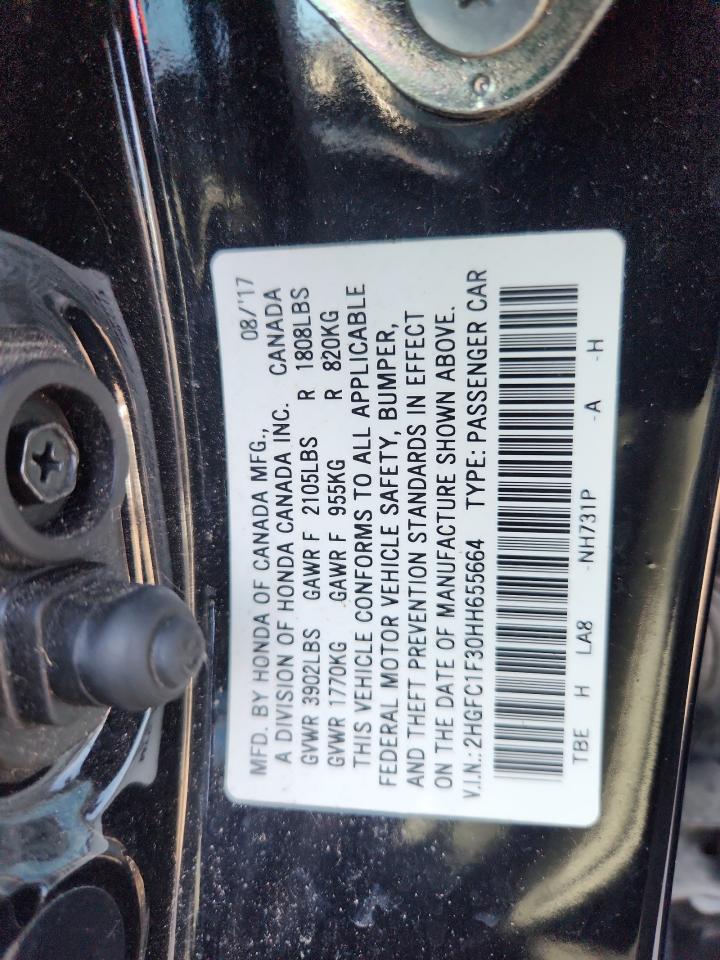 MFD. BY HONDA OF CANADA MFG., 08/'17
A DIVISION OF HONDA CANADA INC. CANADA
GVWR 3902LBS GAWR F 2105LBS R 1808LBS
GVWR 1770KG GAWR F 955KG R 820KG
THIS VEHICLE CONFORMS TO ALL APPLICABLE
FEDERAL MOTOR VEHICLE SAFETY, BUMPER,
AND THEFT PREVENTION STANDARDS IN EFFECT
ON THE DATE OF MANUFACTURE SHOWN ABOVE.
V.I.N.: 2HGFC1F30HH655664 TYPE: PASSENGER CAR
TBE H LA8 -NH731P -A -H